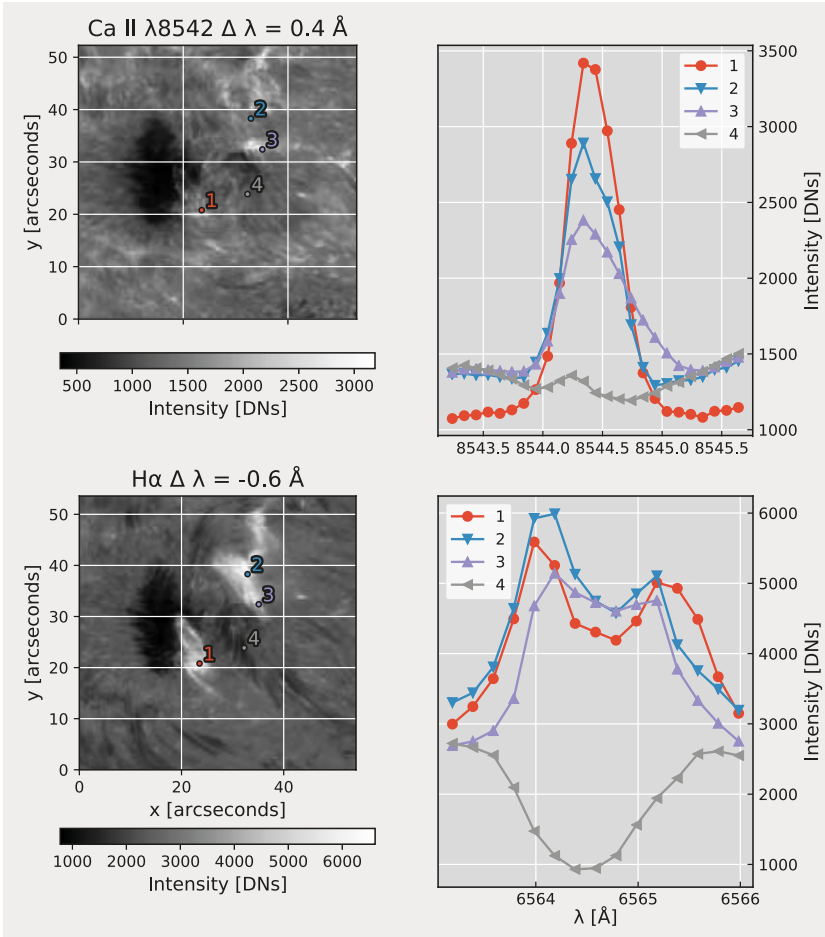 Ca II λ8542 Δ λ = 0.4 Å
50
40
30
20
10
0
y [arcseconds]
1
2
3
4
500 1000 1500 2000 2500 3000
Intensity [DNs]
1
2
3
4
3500
3000
2500
2000
1500
1000
Intensity [DNs]
8543.5 8544.0 8544.5 8545.0 8545.5
Hα Δ λ = -0.6 Å
50
40
30
20
10
0
y [arcseconds]
1
2
3
4
0 20 40
x [arcseconds]
1000 2000 3000 4000 5000 6000
Intensity [DNs]
1
2
3
4
6000
5000
4000
3000
2000
1000
Intensity [DNs]
6564 6565 6566
λ [Å]